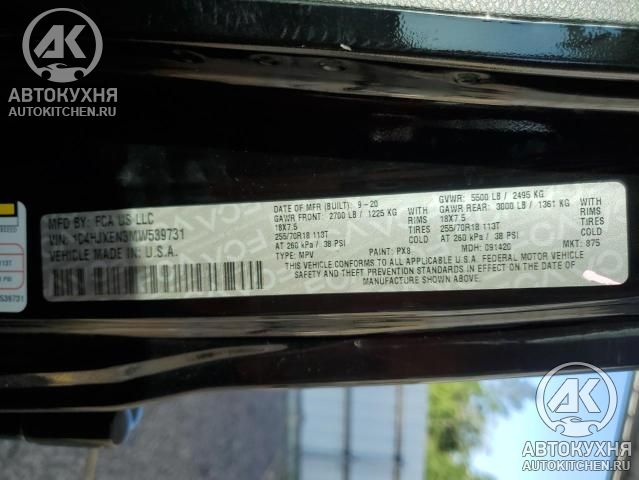 АК
АВТОКУХНЯ
AUTOKITCHEN.RU
MFD BY: FCA US LLC
DATE OF MFR (BUILT): 9-20
GVWR: 5500 LB / 2495 KG
GAWR FRONT: 2700 LB / 1225 KG
WITH
GAWR REAR: 3000 LB / 1361 KG
WITH
18X7.5
RIMS
18X7.5
RIMS
255/70R18 113T
TIRES
255/70R18 113T
TIRES
AT 260 kPa / 38 PSI
COLD
AT 260 kPa / 38 PSI
COLD
VIN: 1C4HJXEN3MW539731
TYPE: MPV
PAINT: PX8
MDH: 091420
MKT: 875
VEHICLE MADE IN: U.S.A.
THIS VEHICLE CONFORMS TO ALL APPLICABLE U.S.A. FEDERAL MOTOR VEHICLE
SAFETY AND THEFT PREVENTION STANDARDS IN EFFECT ON THE DATE OF
MANUFACTURE SHOWN ABOVE.
S39731
АК
АВТОКУХНЯ
AUTOKITCHEN.RU